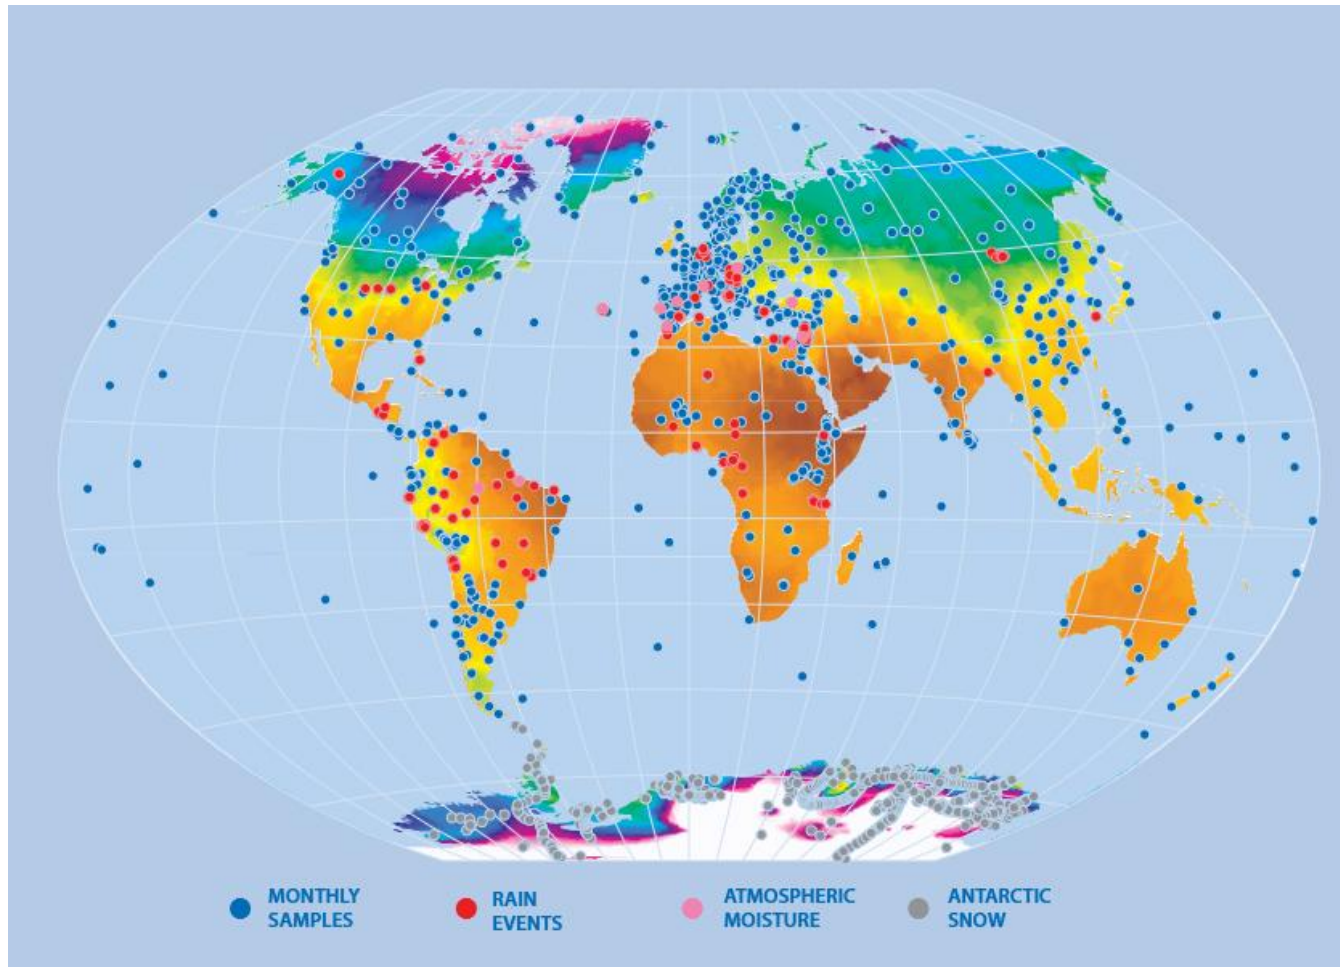 MONTHLY
SAMPLES
RAIN
EVENTS
ATMOSPHERIC
MOISTURE
ANTARCTIC
SNOW